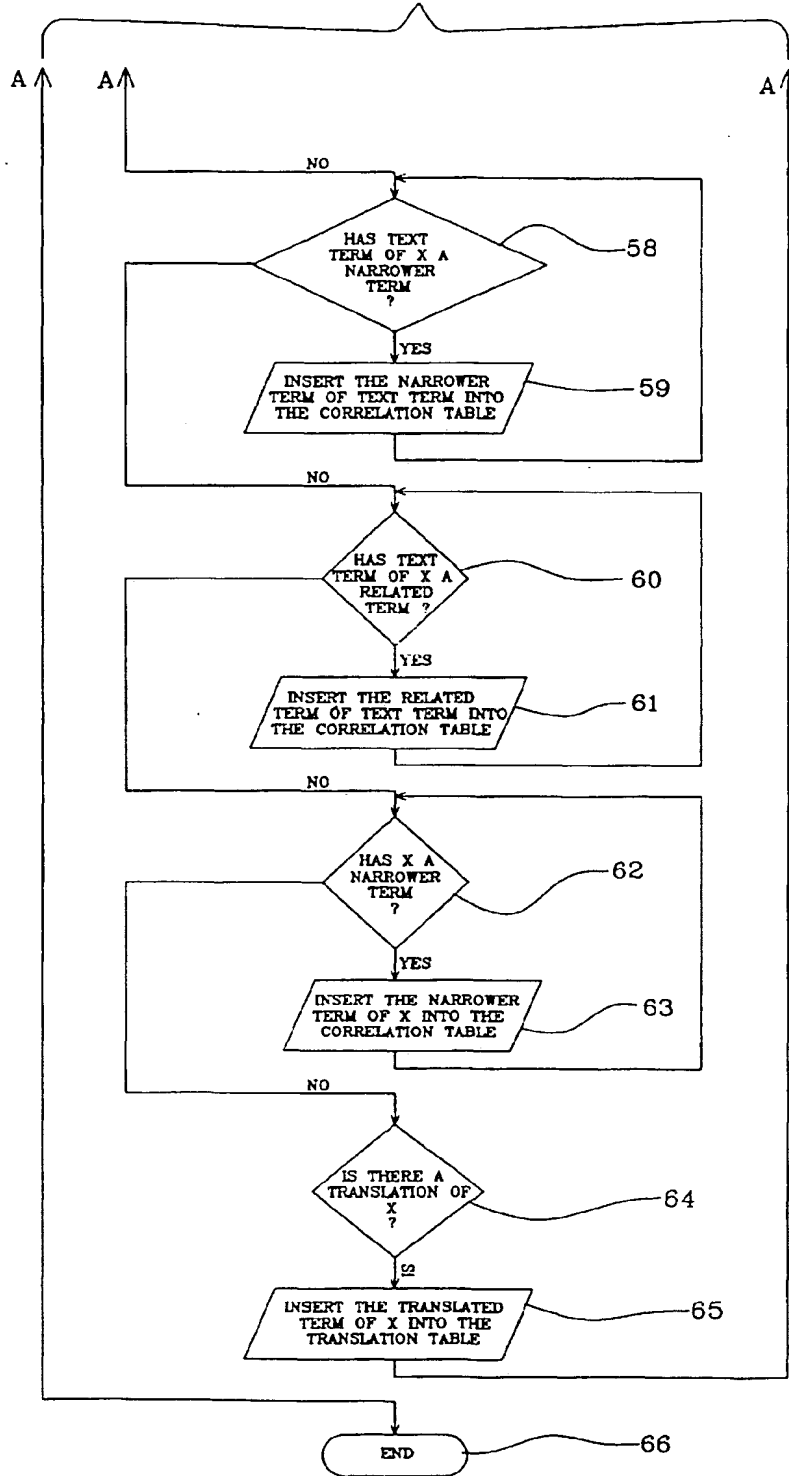 A
A
A
NO
HAS TEXT
TERM OF X A
NARROWER
TERM
?
58
YES
INSERT THE NARROWER
TERM OF TEXT TERM INTO
THE CORRELATION TABLE
59
NO
HAS TEXT
TERM OF X A
RELATED
TERM ?
60
YES
INSERT THE RELATED
TERM OF TEXT TERM INTO
THE CORRELATION TABLE
61
NO
HAS X A
NARROWER
TERM
?
62
YES
INSERT THE NARROWER
TERM OF X INTO THE
CORRELATION TABLE
63
NO
IS THERE A
TRANSLATION OF
X
?
64
IS
INSERT THE TRANSLATED
TERM OF X INTO THE
TRANSLATION TABLE
65
END
66